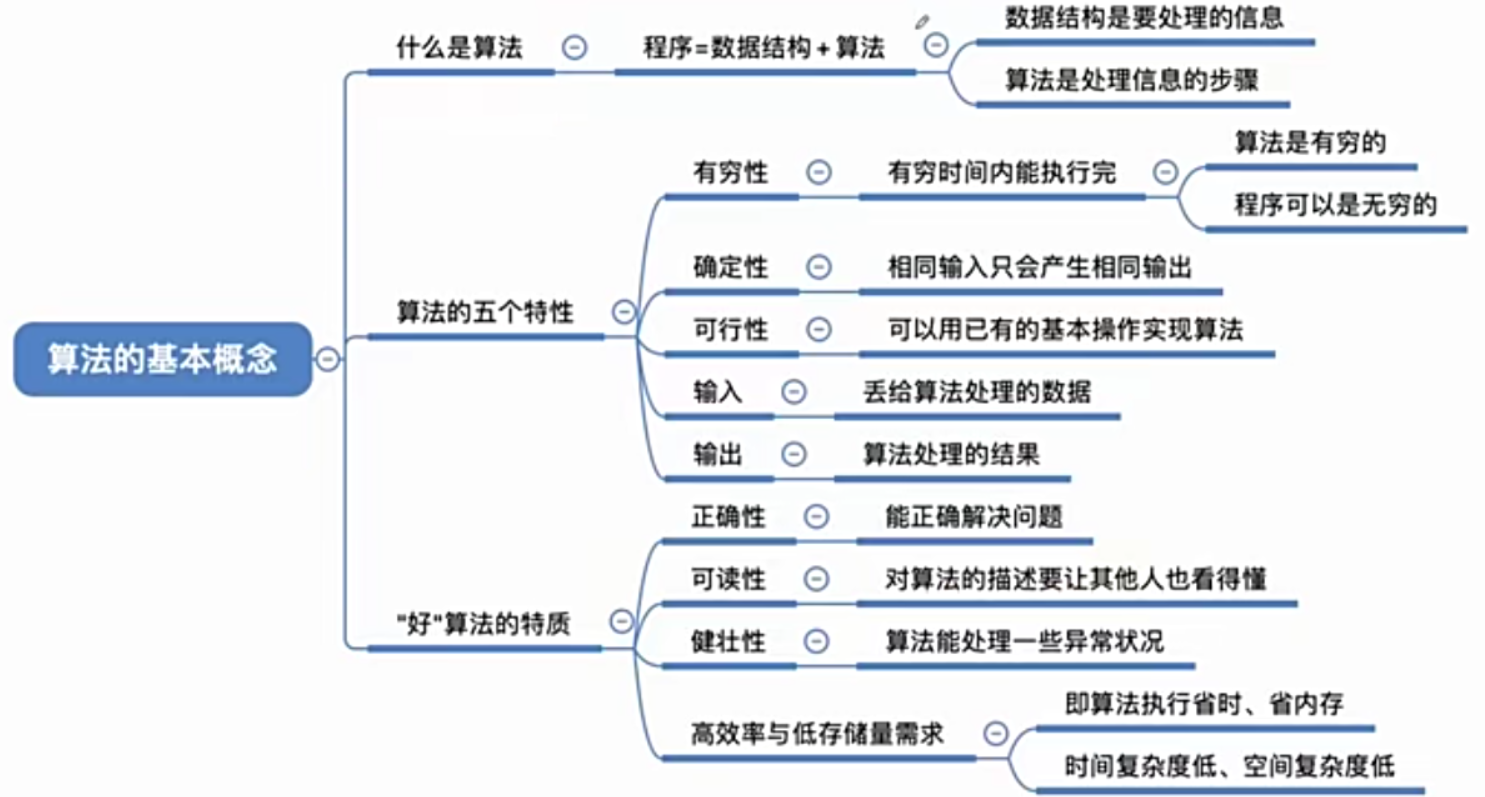 算法的基本概念
什么是算法
程序=数据结构+算法
数据结构是要处理的信息
算法是处理信息的步骤
算法的五个特性
有穷性
有穷时间内能执行完
算法是有穷的
程序可以是无穷的
确定性
相同输入只会产生相同输出
可行性
可以用已有的基本操作实现算法
输入
丢给算法处理的数据
输出
算法处理的结果
"好"算法的特质
正确性
能正确解决问题
可读性
对算法的描述要让其他人也看得懂
健壮性
算法能处理一些异常状况
高效率与低存储量需求
即算法执行省时、省内存
时间复杂度低、空间复杂度低